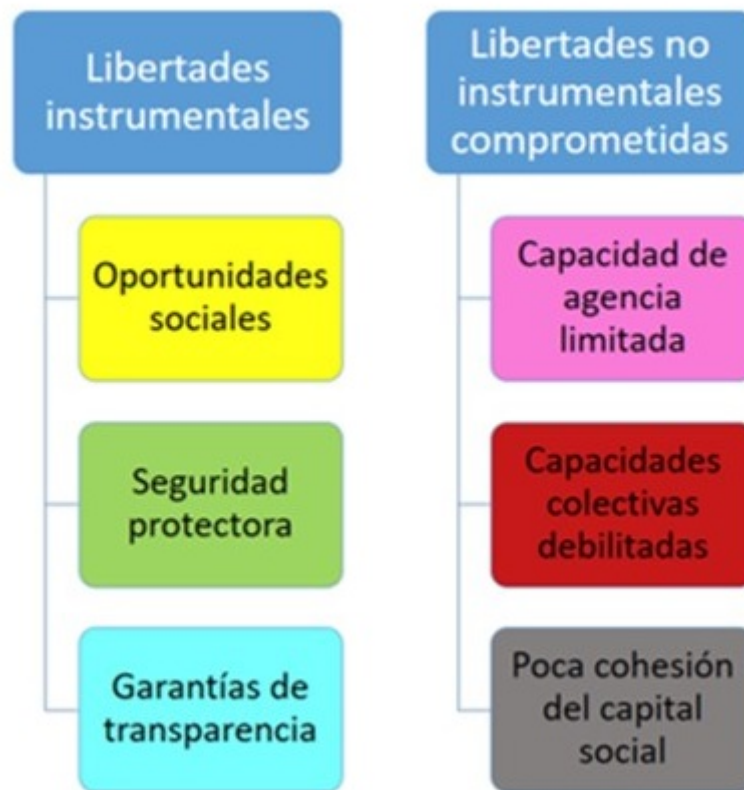 Libertades
instrumentales
Oportunidades
sociales
Seguridad
protectora
Garantías de
transparencia
Libertades no
instrumentales
comprometidas
Capacidad de
agencia
limitada
Capacidades
colectivas
debilitadas
Poca cohesión
del capital
social